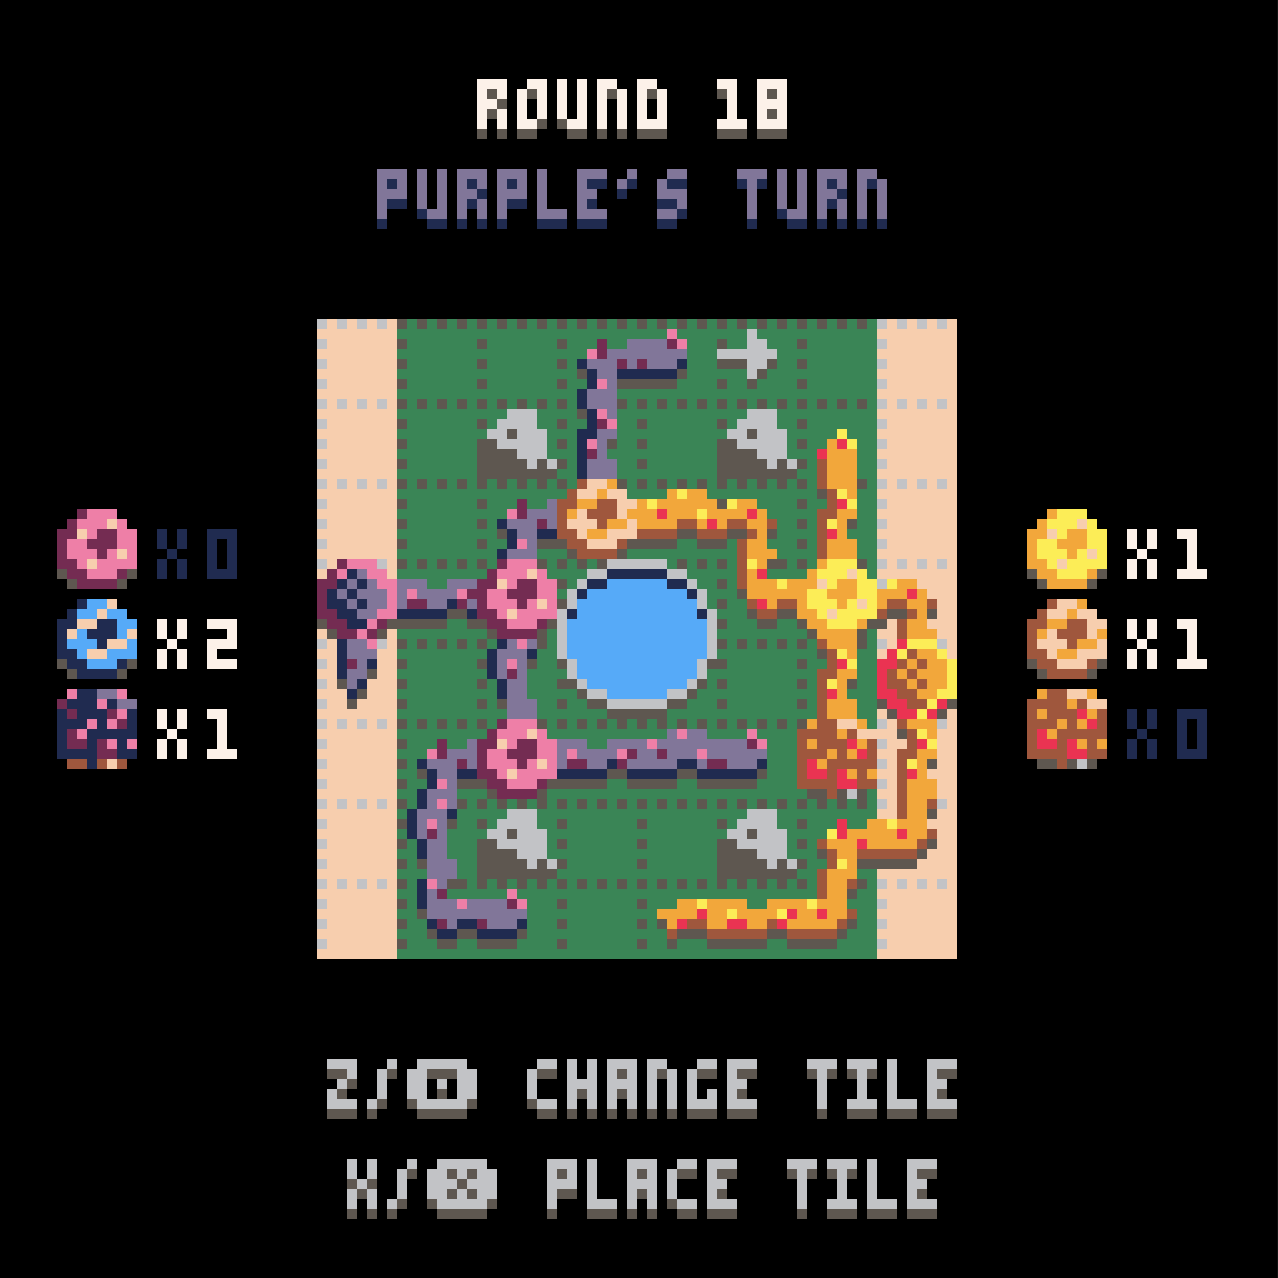 ROUND 18
PURPLE'S TURN
X0
X2
X1
X1
X1
X0
Z/🅾 CHANGE TILE
X/❎ PLACE TILE